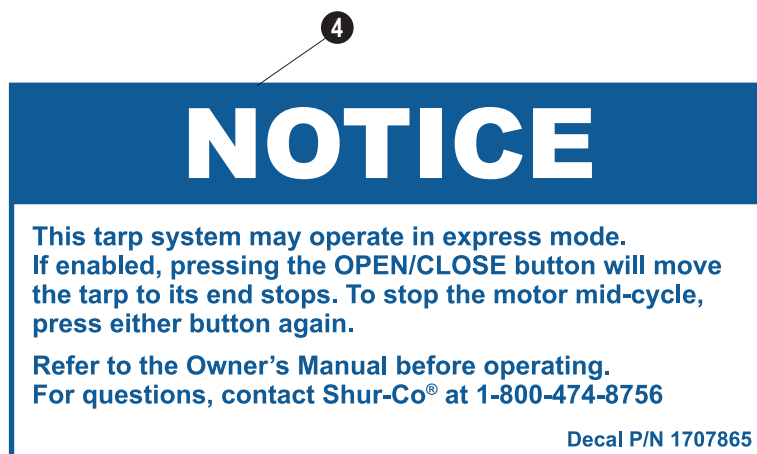 4
NOTICE
This tarp system may operate in express mode.
If enabled, pressing the OPEN/CLOSE button will move
the tarp to its end stops. To stop the motor mid-cycle,
press either button again.
Refer to the Owner's Manual before operating.
For questions, contact Shur-Co® at 1-800-474-8756
Decal P/N 1707865